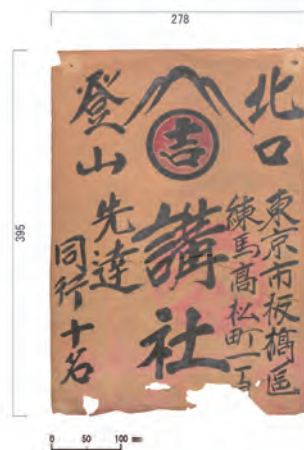 278
395
北口
東京市板橋區
練馬高松町一丁
吉
講社
登山
先達
同行十名
0 50 100 mm